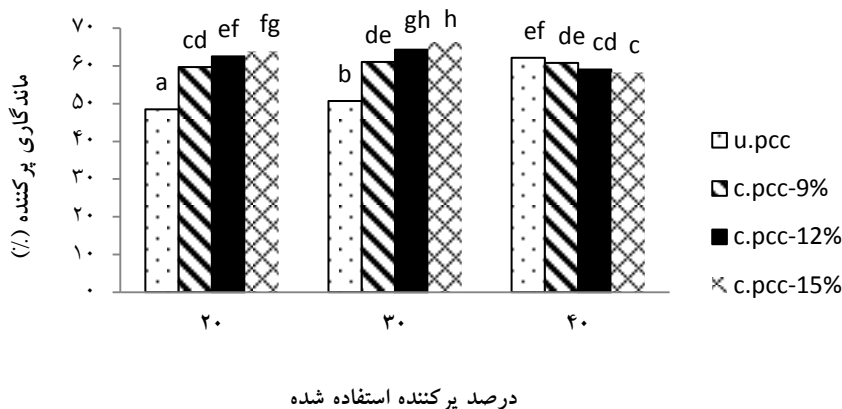 ماندگاری پرکننده (٪)
۷۰
۶۰
۵۰
۴۰
۳۰
۲۰
۱۰
۰
a cd ef fg b de gh h ef de cd c
۲۰ ۳۰ ۴۰
درصد پرکننده استفاده شده
u.pcc
c.pcc-9%
c.pcc-12%
c.pcc-15%